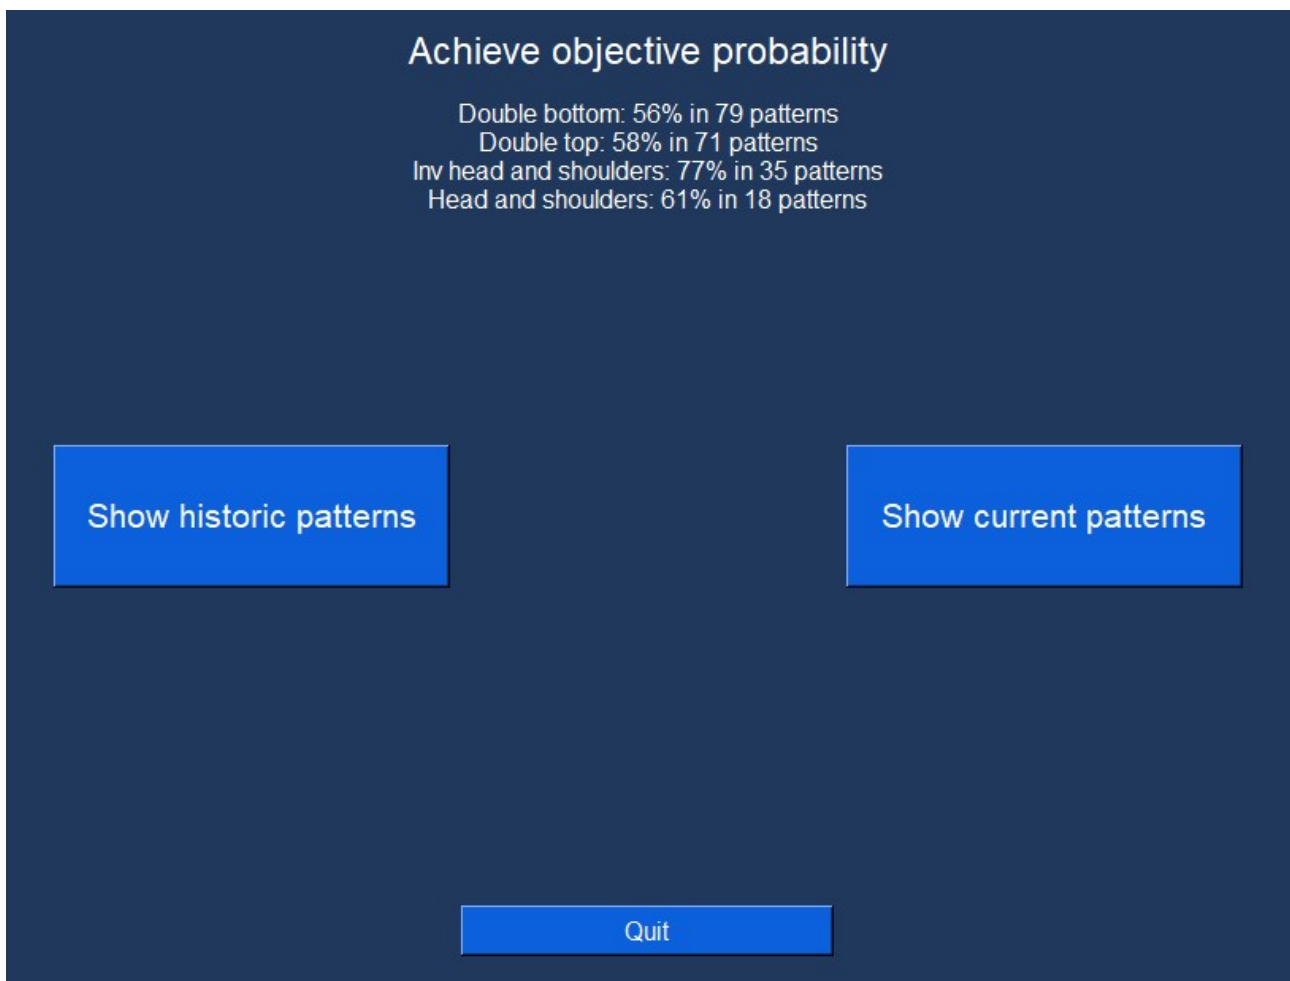 Achieve objective probability
Double bottom: 56% in 79 patterns
Double top: 58% in 71 patterns
Inv head and shoulders: 77% in 35 patterns
Head and shoulders: 61% in 18 patterns
Show historic patterns
Show current patterns
Quit